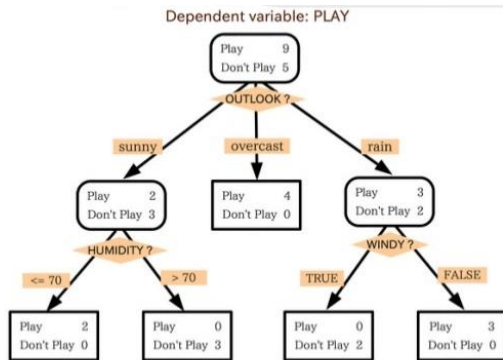 Dependent variable: PLAY
Play 9
Don't Play 5
OUTLOOK ?
sunny
overcast
rain
Play 2
Don't Play 3
Play 4
Don't Play 0
Play 3
Don't Play 2
HUMIDITY ?
WINDY ?
<= 70
> 70
TRUE
FALSE
Play 2
Don't Play 0
Play 0
Don't Play 3
Play 0
Don't Play 2
Play 3
Don't Play 0